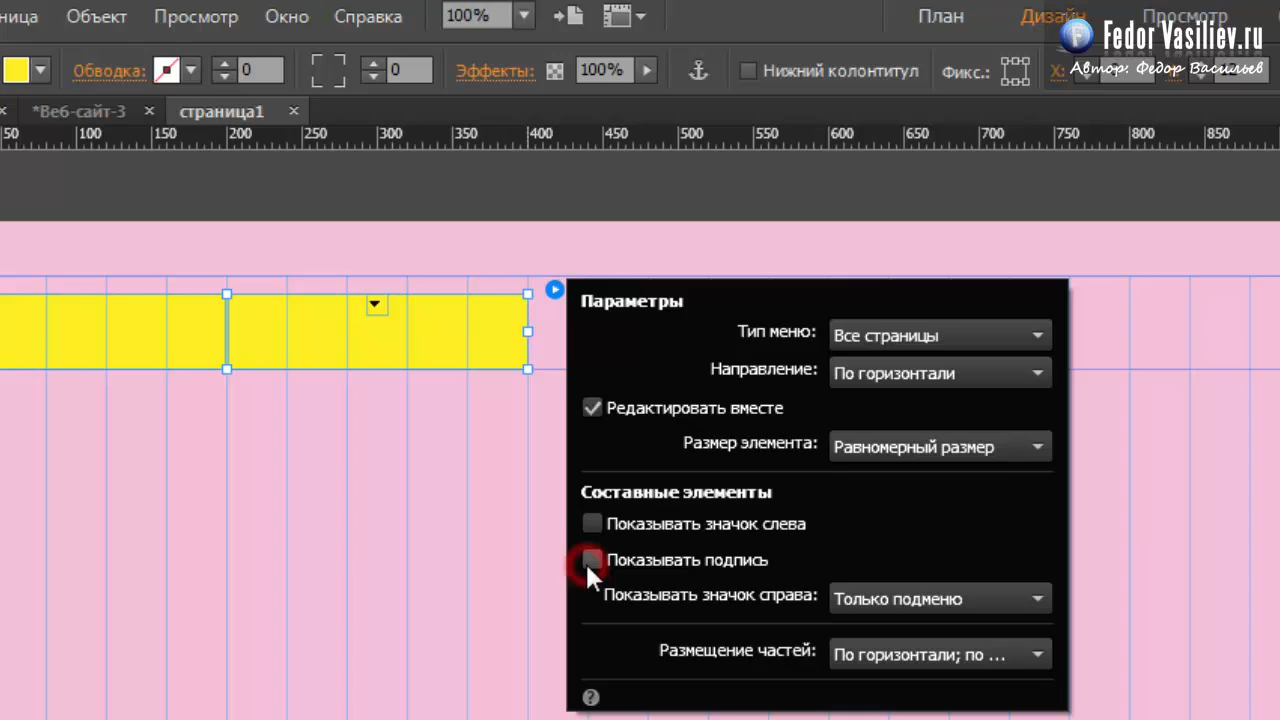 ница Объект Просмотр Окно Справка 100% План Дизайн Просмотр
Fedor Vasiliev.ru
Автор: Федор Васильев
Обводка: 0 0 Эффекты: 100% Нижний колонтитул Фикс.: X:
*Веб-сайт-3 × страница1 ×
50 100 150 200 250 300 350 400 450 500 550 600 650 700 750 800 850
Параметры
Тип меню: Все страницы
Направление: По горизонтали
Редактировать вместе
Размер элемента: Равномерный размер
Составные элементы
Показывать значок слева
Показывать подпись
Показывать значок справа: Только подменю
Размещение частей: По горизонтали; по ...